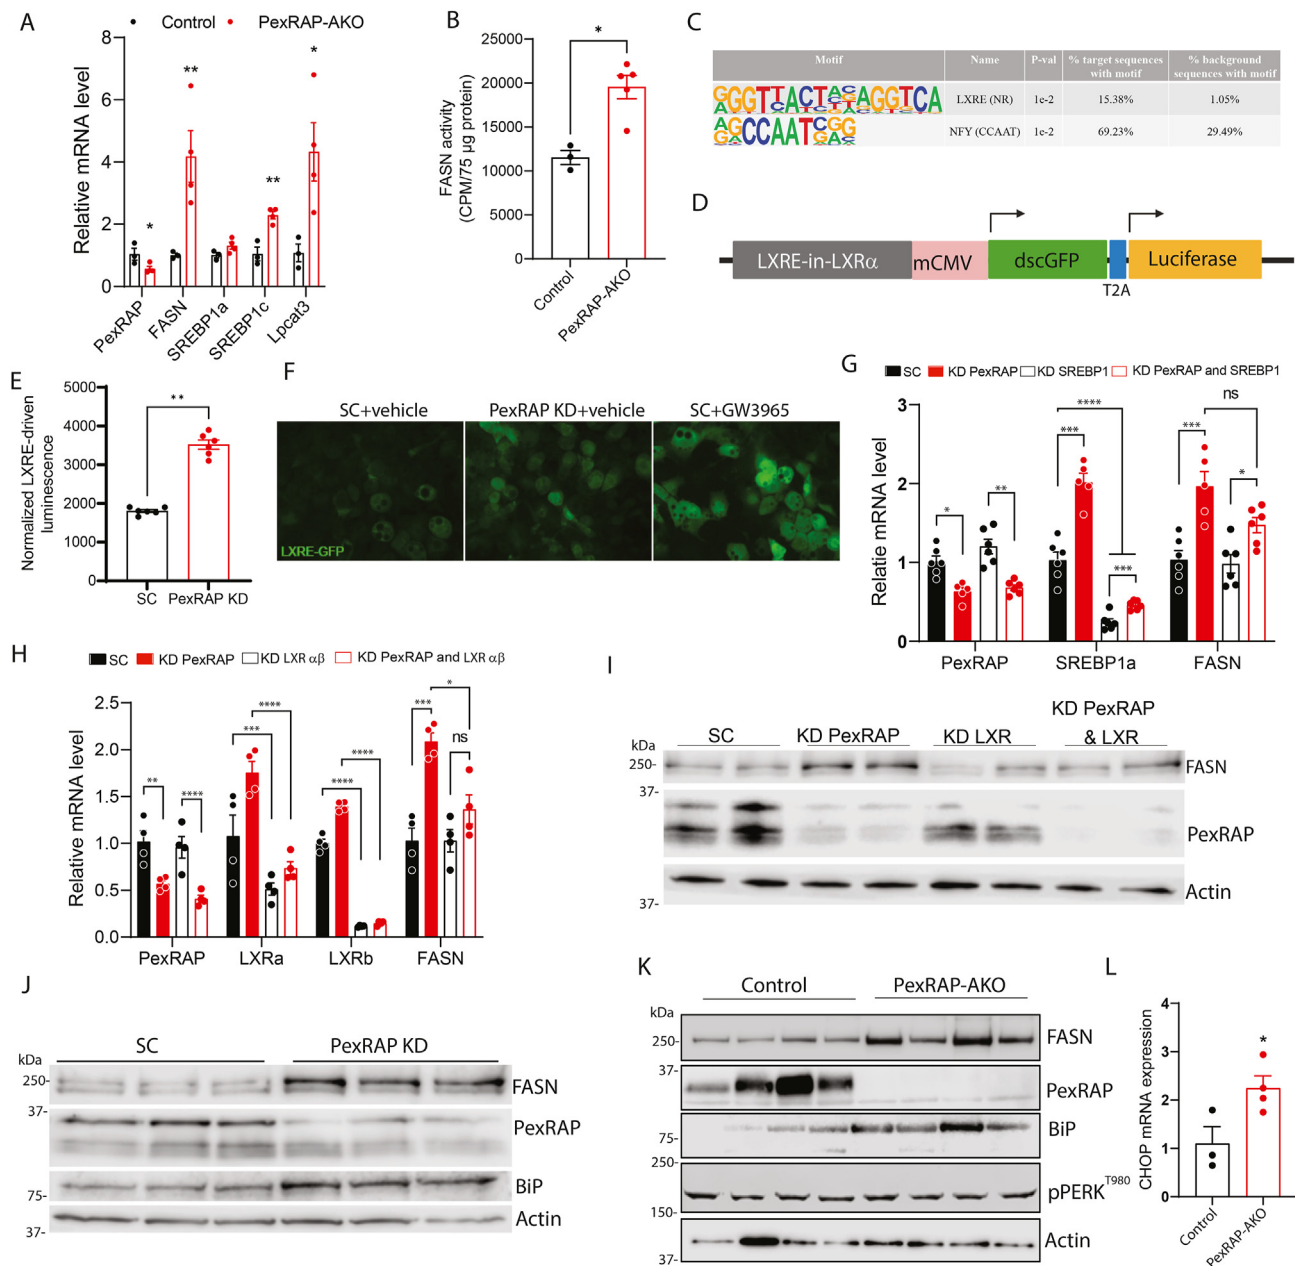 A
Control
PexRAP-AKO
Relative mRNA level
8
6
4
2
0
*
**
**
*
PexRAP
FASN
SREBP1a
SREBP1c
Lpcat3
B
FASN activity
(CPM/75 µg protein)
25000
20000
15000
10000
5000
0
*
Control
PexRAP-AKO
C
Motif
Name
P-val
% target sequences with motif
% background sequences with motif
GGGTTACTCTAGGTCA LXRE (NR) 1e-2 15.38% 1.05%
AGCCAATCGG NFY (CCAAT) 1e-2 69.23% 29.49%
D
LXRE-in-LXRα
mCMV
dscGFP
Luciferase
T2A
E
Normalized LXRE-driven
luminescence
5000
4000
3000
2000
1000
0
**
SC
PexRAP KD
F
SC+vehicle
PexRAP KD+vehicle
SC+GW3965
LXRE-GFP
G
SC
KD PexRAP
KD SREBP1
KD PexRAP and SREBP1
Relatie mRNA level
3
2
1
0
*
**
***
****
***
***
ns
*
PexRAP
SREBP1a
FASN
H
SC
KD PexRAP
KD LXR αβ
KD PexRAP and LXR αβ
Relative mRNA level
2.5
2.0
1.5
1.0
0.5
0.0
**
****
***
****
****
****
***
*
ns
PexRAP
LXRa
LXRb
FASN
I
SC
KD PexRAP
KD LXR
KD PexRAP
& LXR
kDa
250-
37-
37-
FASN
PexRAP
Actin
J
SC
PexRAP KD
kDa
250-
37-
75-
37-
FASN
PexRAP
BiP
Actin
K
Control
PexRAP-AKO
kDa
250-
37-
75-
250-
150-
37-
FASN
PexRAP
BiP
pPERK T980
Actin
L
CHOP mRNA expression
4
3
2
1
0
*
Control
PexRAP-AKO